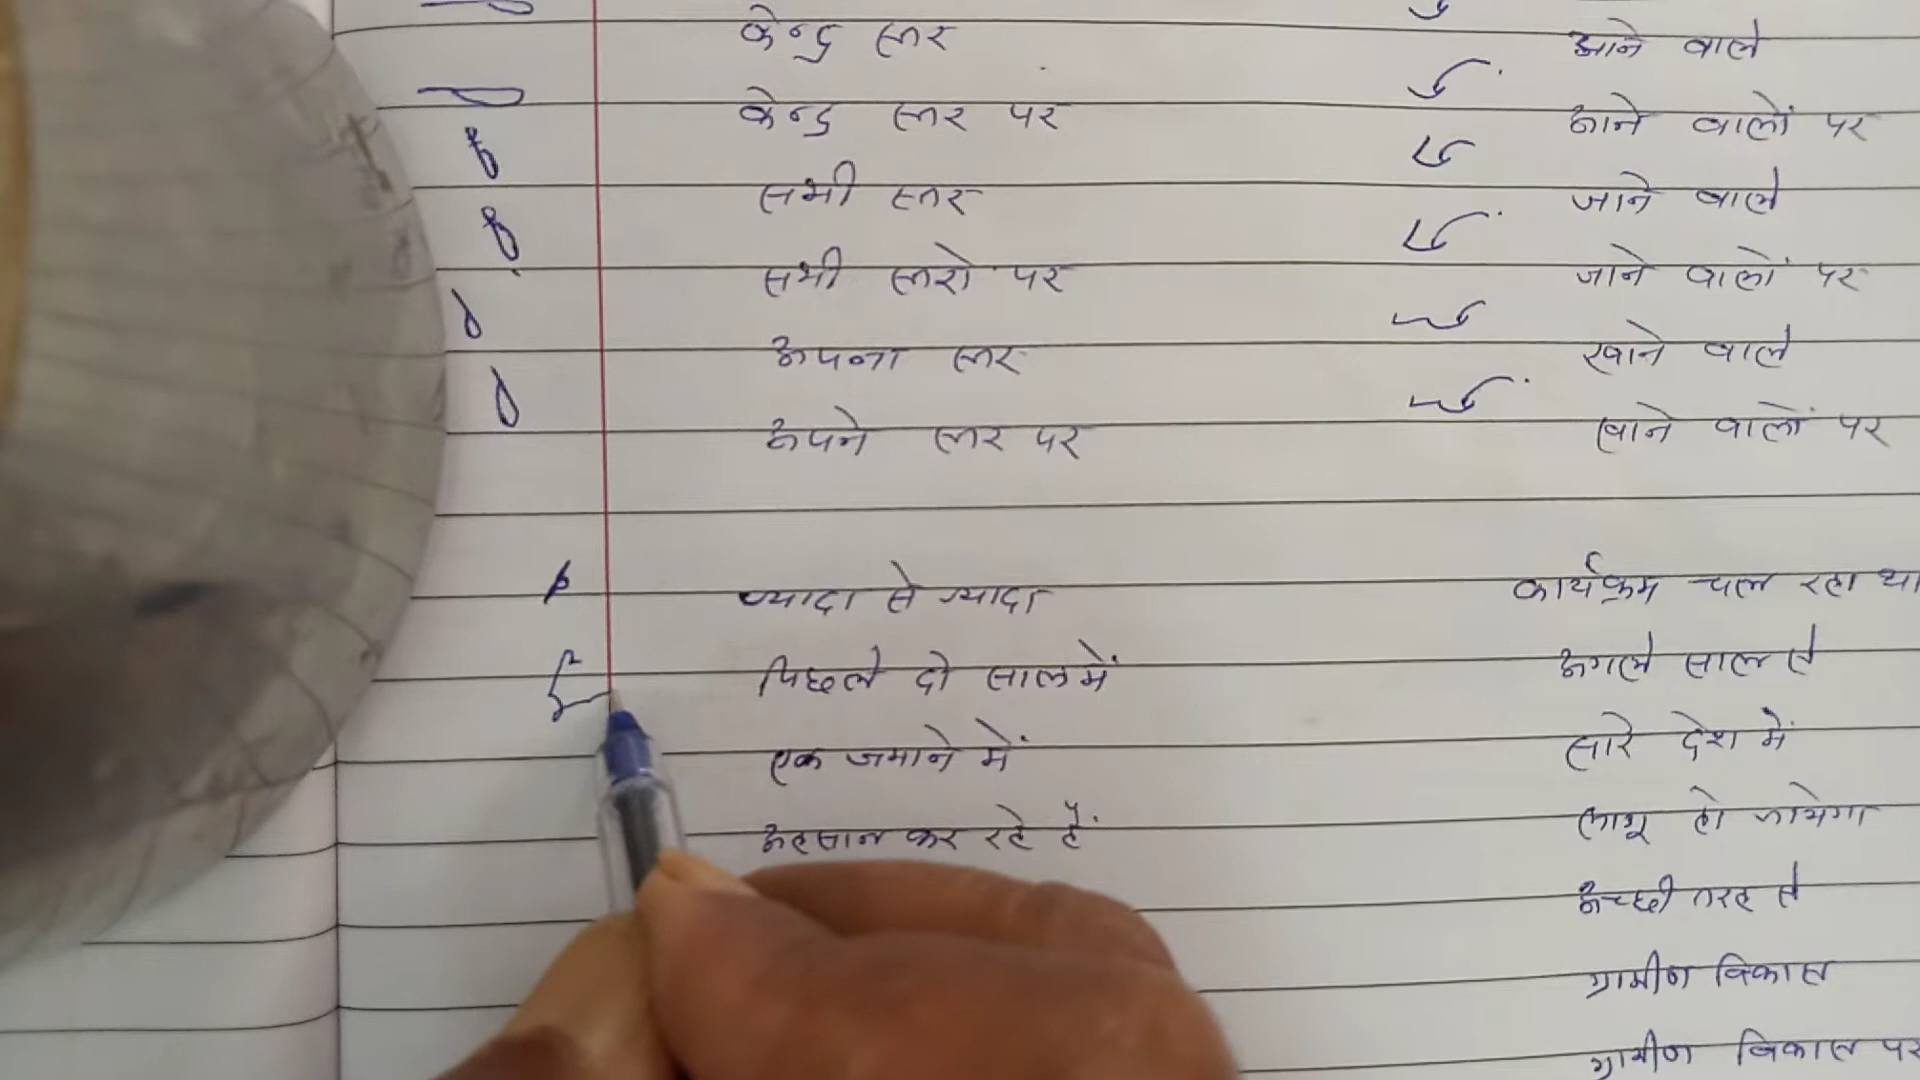 केन्द्र स्तर
केन्द्र स्तर पर
सभी स्तर
सभी स्तरो पर
अपना स्तर
अपने स्तर पर
ज्यादा से ज्यादा
पिछले दो साल में
एक जमाने में
अहसान कर रहे हैं
आने वाले
आने वालों पर
जाने वाले
जाने वालों पर
खाने वाले
खाने वालों पर
कार्यक्रम चल रहा था
अगले साल से
सारे देश में
लागू हो जायेगा
अच्छी तरह से
ग्रामीण विकास
ग्रामीण विकास पर